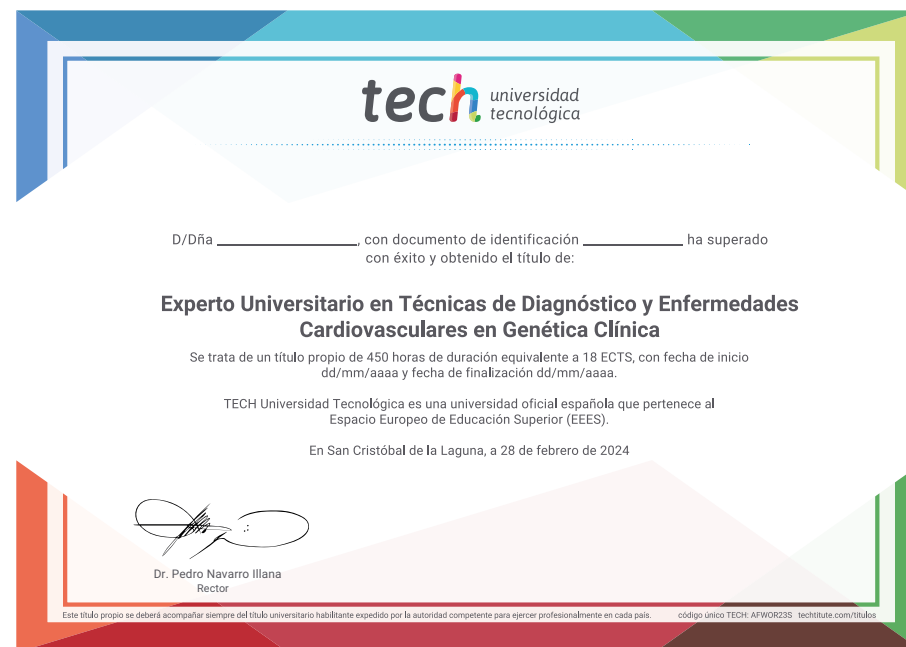 tech universidad
tecnológica
D/Dña ____________________, con documento de identificación ______________ ha superado
con éxito y obtenido el título de:
Experto Universitario en Técnicas de Diagnóstico y Enfermedades
Cardiovasculares en Genética Clínica
Se trata de un título propio de 450 horas de duración equivalente a 18 ECTS, con fecha de inicio
dd/mm/aaaa y fecha de finalización dd/mm/aaaa.
TECH Universidad Tecnológica es una universidad oficial española que pertenece al
Espacio Europeo de Educación Superior (EEES).
En San Cristóbal de la Laguna, a 28 de febrero de 2024
Dr. Pedro Navarro Illana
Rector
Este título propio se deberá acompañar siempre del título universitario habilitante expedido por la autoridad competente para ejercer profesionalmente en cada país. código único TECH: AFWOR23S techtitute.com/titulos